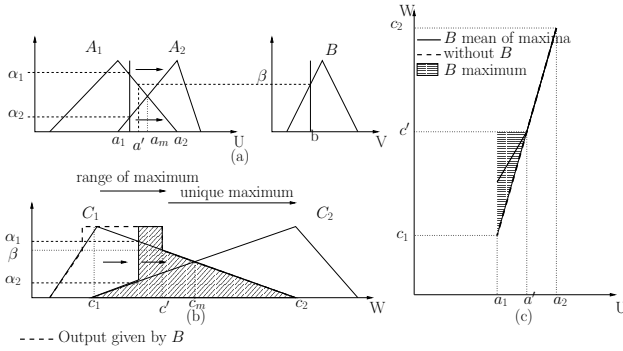 A₁
A₂
α₁
α₂
a₁
a'
aₘ
a₂
U
(a)
B
β
b
V
range of maximum
unique maximum
C₁
C₂
α₁
β
α₂
c₁
c'
cₘ
c₂
W
(b)
Output given by B
W
c₂
B mean of maxima
without B
B maximum
c'
c₁
a₁
a'
a₂
U
(c)